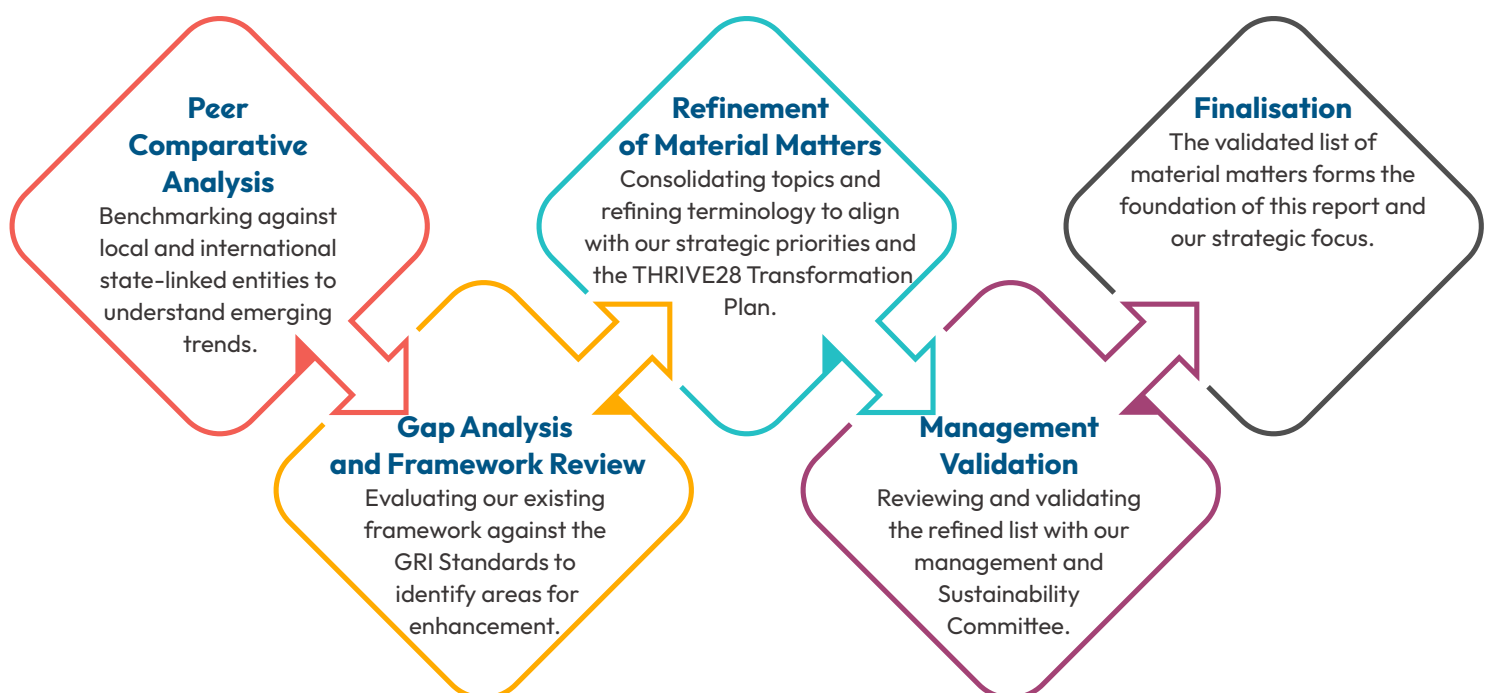 Peer
Comparative
Analysis
Benchmarking against
local and international
state-linked entities to
understand emerging
trends.
Gap Analysis
and Framework Review
Evaluating our existing
framework against the
GRI Standards to
identify areas for
enhancement.
Refinement
of Material Matters
Consolidating topics and
refining terminology to align
with our strategic priorities and
the THRIVE28 Transformation
Plan.
Management
Validation
Reviewing and validating
the refined list with our
management and
Sustainability
Committee.
Finalisation
The validated list of
material matters forms the
foundation of this report and
our strategic focus.